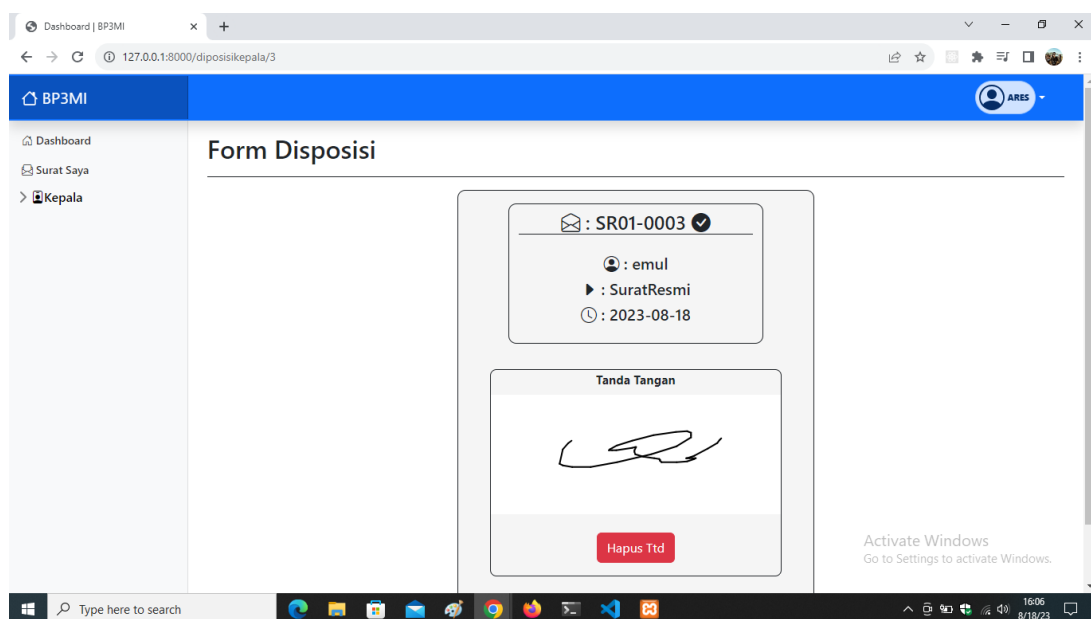 Dashboard | BP3MI
127.0.0.1:8000/diposisikepala/3
BP3MI
ARES
Dashboard
Surat Saya
Kepala
Form Disposisi
: SR01-0003
: emul
: SuratResmi
: 2023-08-18
Tanda Tangan
Hapus Ttd
Activate Windows
Go to Settings to activate Windows.
Type here to search
16:06
8/18/23